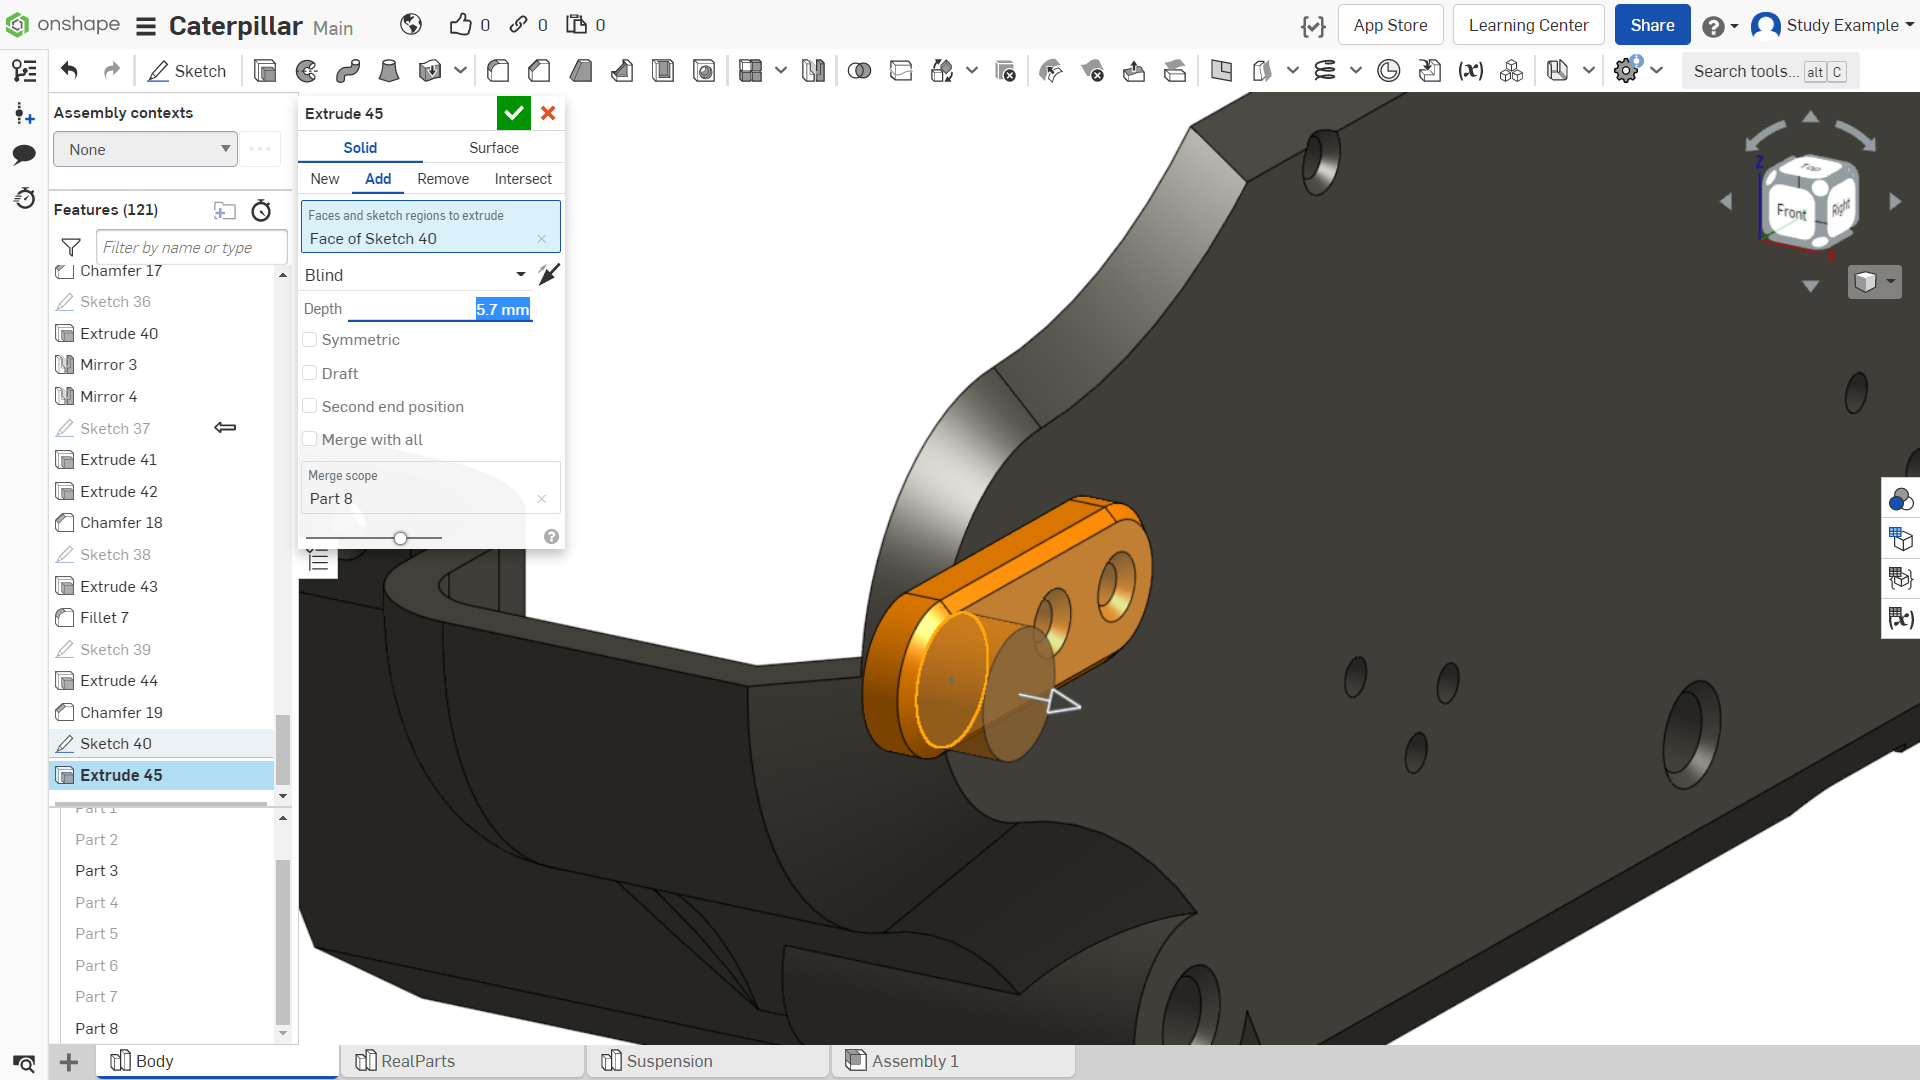 onshape
Caterpillar Main
0
0
0
App Store
Learning Center
Share
Study Example
Sketch
Search tools... alt C
Assembly contexts
None
Features (121)
Filter by name or type
Chamfer 17
Sketch 36
Extrude 40
Mirror 3
Mirror 4
Sketch 37
Extrude 41
Extrude 42
Chamfer 18
Sketch 38
Extrude 43
Fillet 7
Sketch 39
Extrude 44
Chamfer 19
Sketch 40
Extrude 45
Part 1
Part 2
Part 3
Part 4
Part 5
Part 6
Part 7
Part 8
Extrude 45
Solid Surface
New Add Remove Intersect
Faces and sketch regions to extrude
Face of Sketch 40
Blind
Depth 5.7 mm
Symmetric
Draft
Second end position
Merge with all
Merge scope
Part 8
Z
Top
Front
Right
X
Body
RealParts
Suspension
Assembly 1